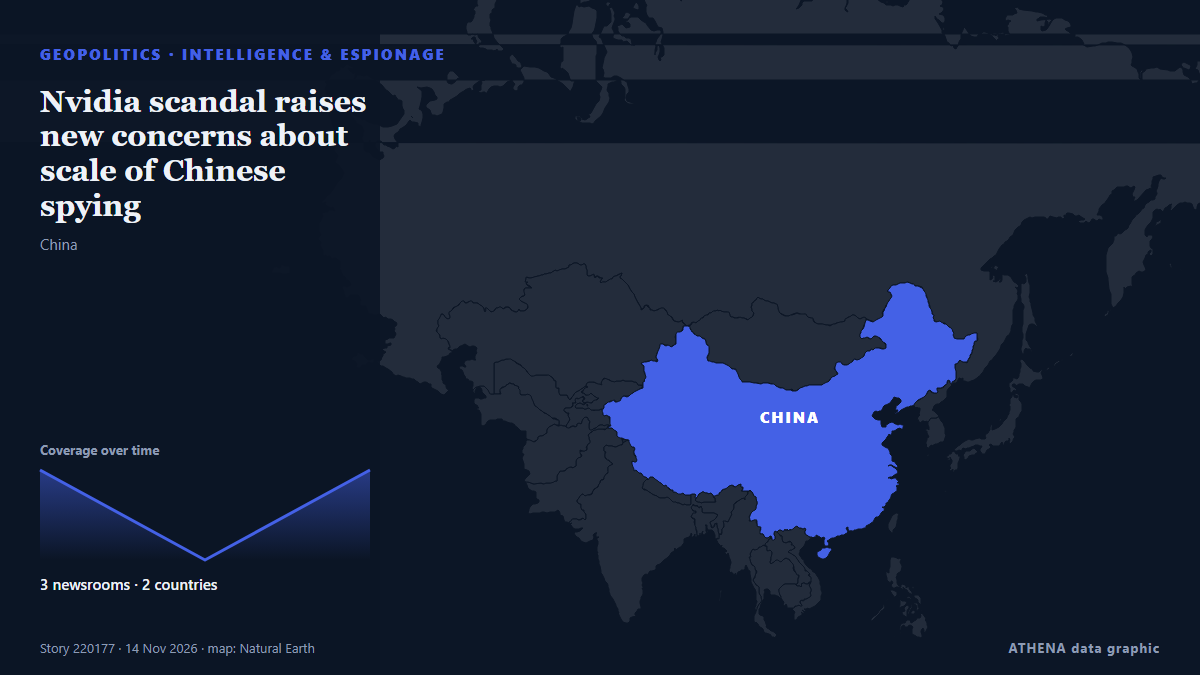 GEOPOLITICS · INTELLIGENCE & ESPIONAGE
Nvidia scandal raises
new concerns about
scale of Chinese
spying
China
CHINA
Coverage over time
3 newsrooms · 2 countries
Story 220177 · 14 Nov 2026 · map: Natural Earth
ATHENA data graphic